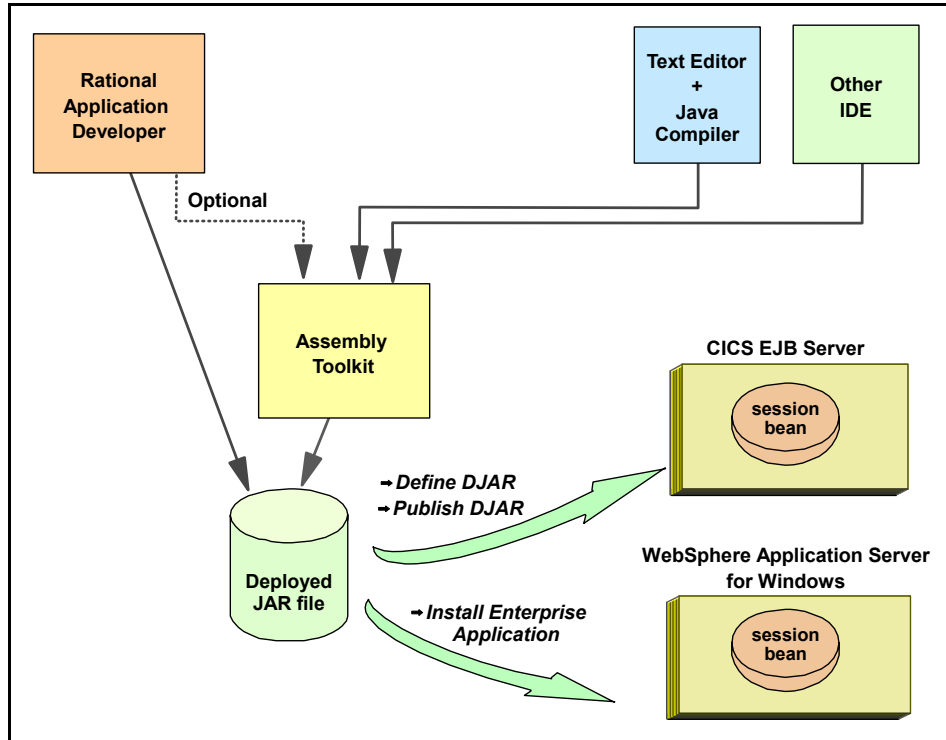 Rational
Application
Developer
Text Editor
+
Java
Compiler
Other
IDE
Optional
Assembly
Toolkit
CICS EJB Server
session
bean
Define DJAR
Publish DJAR
Deployed
JAR file
WebSphere Application Server
for Windows
Install Enterprise
Application
session
bean